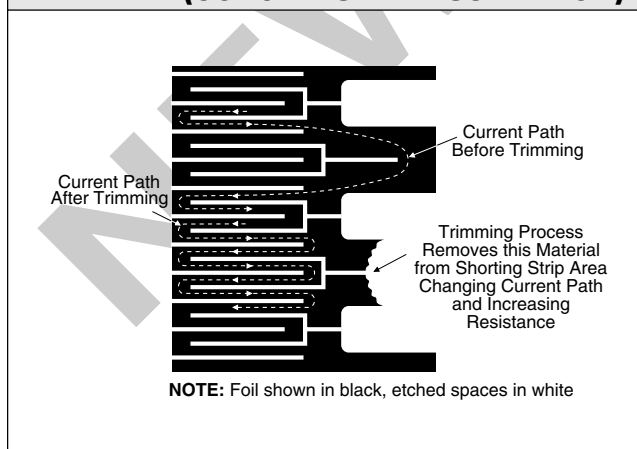 Current Path
Before Trimming
Current Path
After Trimming
Trimming Process
Removes this Material
from Shorting Strip Area
Changing Current Path
and Increasing
Resistance
NOTE: Foil shown in black, etched spaces in white